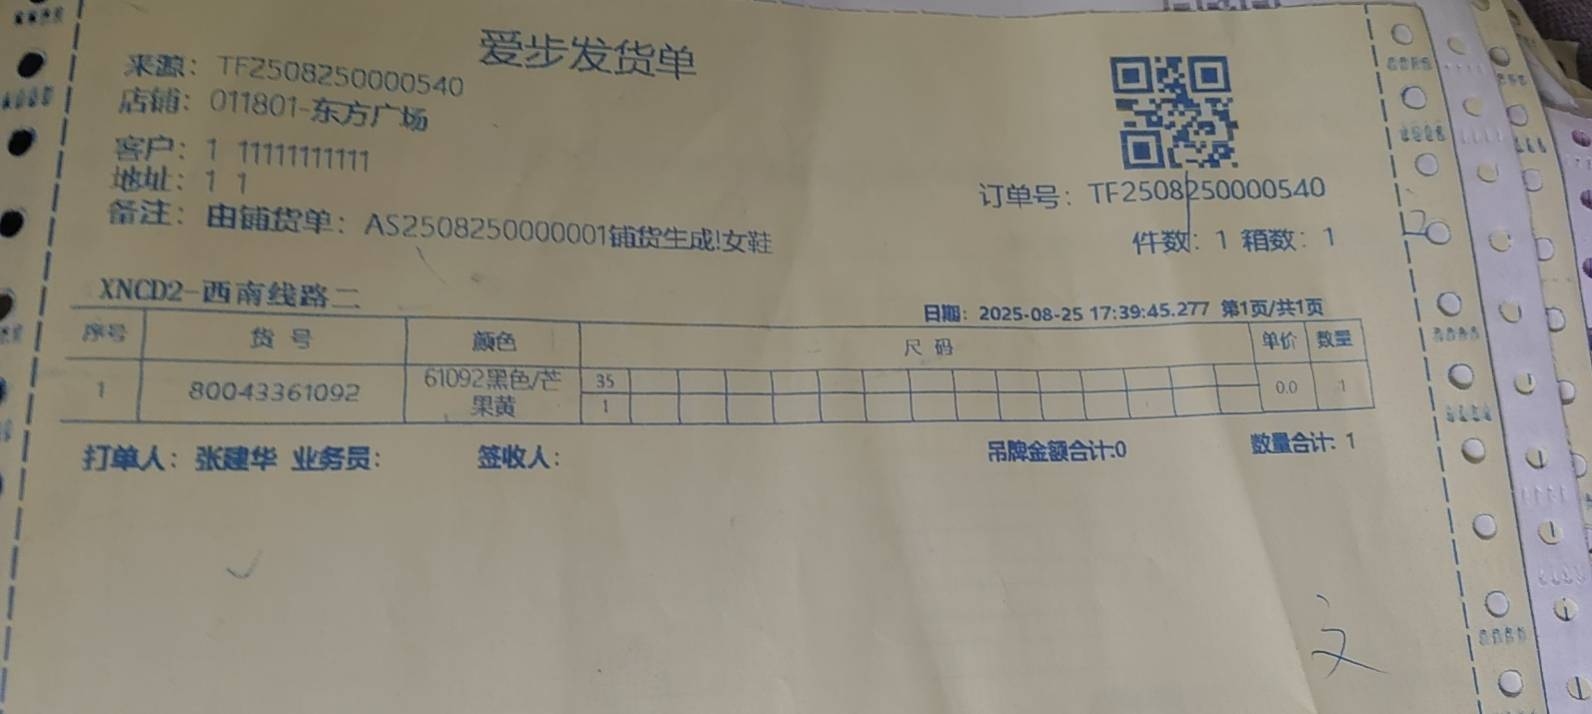 爱步发货单
来源：TF2508250000540
店铺：011801-东方广场
客户：1 11111111111
地址：1 1
订单号：TF2508250000540
备注：由铺货单：AS2508250000001铺货生成!女鞋
件数：1 箱数：1
XNCD2-西南线路二
日期：2025-08-25 17:39:45.277 第1页/共1页
序号 货号 颜色 尺码 单价 数量
1 80043361092 61092黑色/芒果黄 35 0.0 1
1
打单人：张建华 业务员： 签收人： 吊牌金额合计:0 数量合计: 1
文